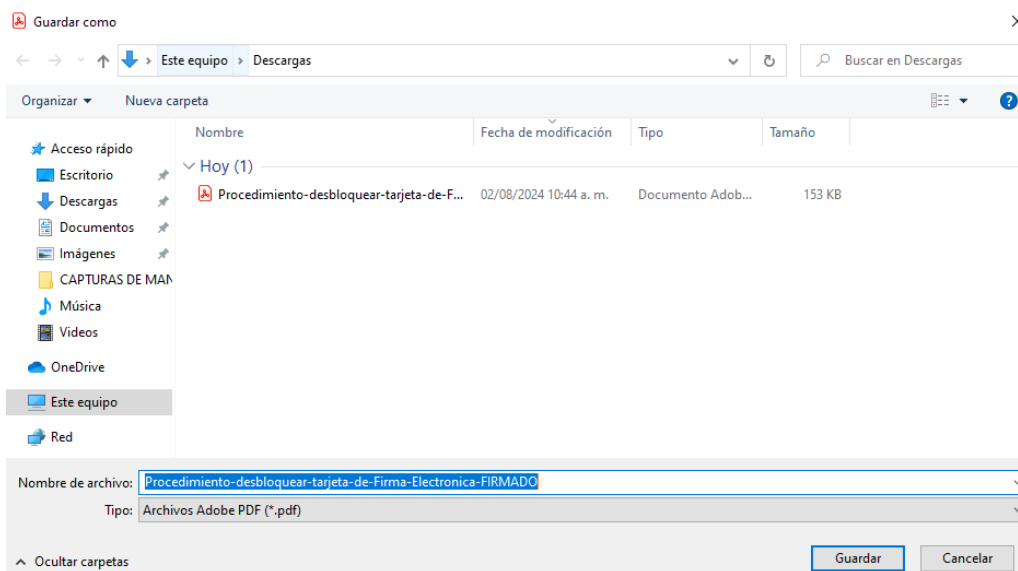 Guardar como
Este equipo > Descargas
Buscar en Descargas
Organizar
Nueva carpeta
Nombre
Fecha de modificación
Tipo
Tamaño
Acceso rápido
Escritorio
Descargas
Documentos
Imágenes
CAPTURAS DE MAN
Música
Videos
OneDrive
Este equipo
Red
Hoy (1)
Procedimiento-desbloquear-tarjeta-de-F... 02/08/2024 10:44 a. m. Documento Adob... 153 KB
Nombre de archivo: Procedimiento-desbloquear-tarjeta-de-Firma-Electronica-FIRMADO
Tipo: Archivos Adobe PDF (*.pdf)
Ocultar carpetas
Guardar
Cancelar